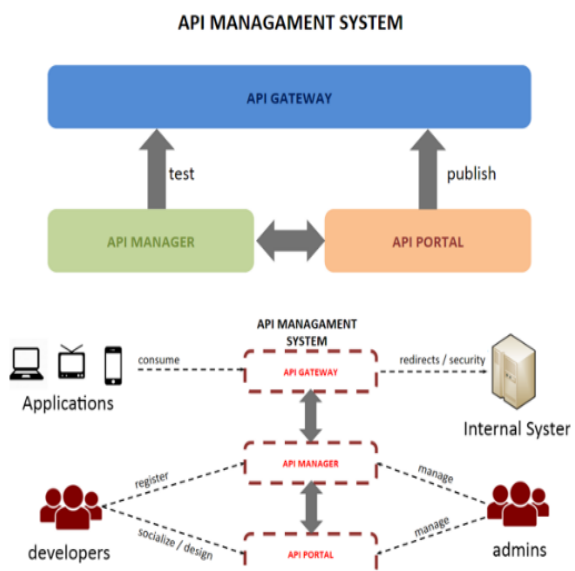 API MANAGAMENT SYSTEM
API GATEWAY
test
publish
API MANAGER
API PORTAL
API MANAGAMENT
SYSTEM
consume
API GATEWAY
redirects / security
Applications
Internal Syster
register
API MANAGER
manage
socialize / design
manage
developers
API PORTAL
admins